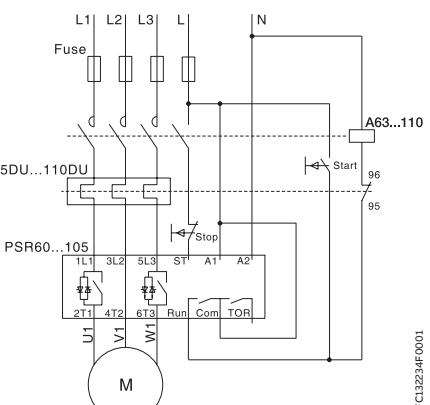 L1 L2 L3 L N
Fuse
A63...110
5DU...110DU
Start
96
95
Stop
PSR60...105
1L1 3L2 5L3 ST A1 A2
2T1 4T2 6T3 Run Com TOR
U1 V1 W1
M
C132234F0001